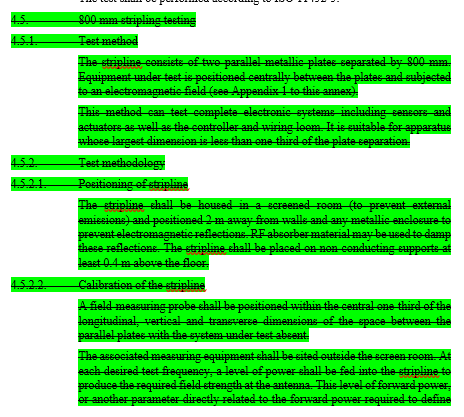 The test shall be performed according to ISO 11452-3.
4.5. 800 mm stripling testing
4.5.1. Test method
The stripline consists of two parallel metallic plates separated by 800 mm.
Equipment under test is positioned centrally between the plates and subjected
to an electromagnetic field (see Appendix 1 to this annex).
This method can test complete electronic systems including sensors and
actuators as well as the controller and wiring loom. It is suitable for apparatus
whose largest dimension is less than one-third of the plate separation.
4.5.2. Test methodology
4.5.2.1. Positioning of stripline
The stripline shall be housed in a screened room (to prevent external
emissions) and positioned 2 m away from walls and any metallic enclosure to
prevent electromagnetic reflections. RF absorber material may be used to damp
these reflections. The stripline shall be placed on non-conducting supports at
least 0.4 m above the floor.
4.5.2.2. Calibration of the stripline
A field measuring probe shall be positioned within the central one-third of the
longitudinal, vertical and transverse dimensions of the space between the
parallel plates with the system under test absent.
The associated measuring equipment shall be sited outside the screen room. At
each desired test frequency, a level of power shall be fed into the stripline to
produce the required field strength at the antenna. This level of forward power,
or another parameter directly related to the forward power required to define